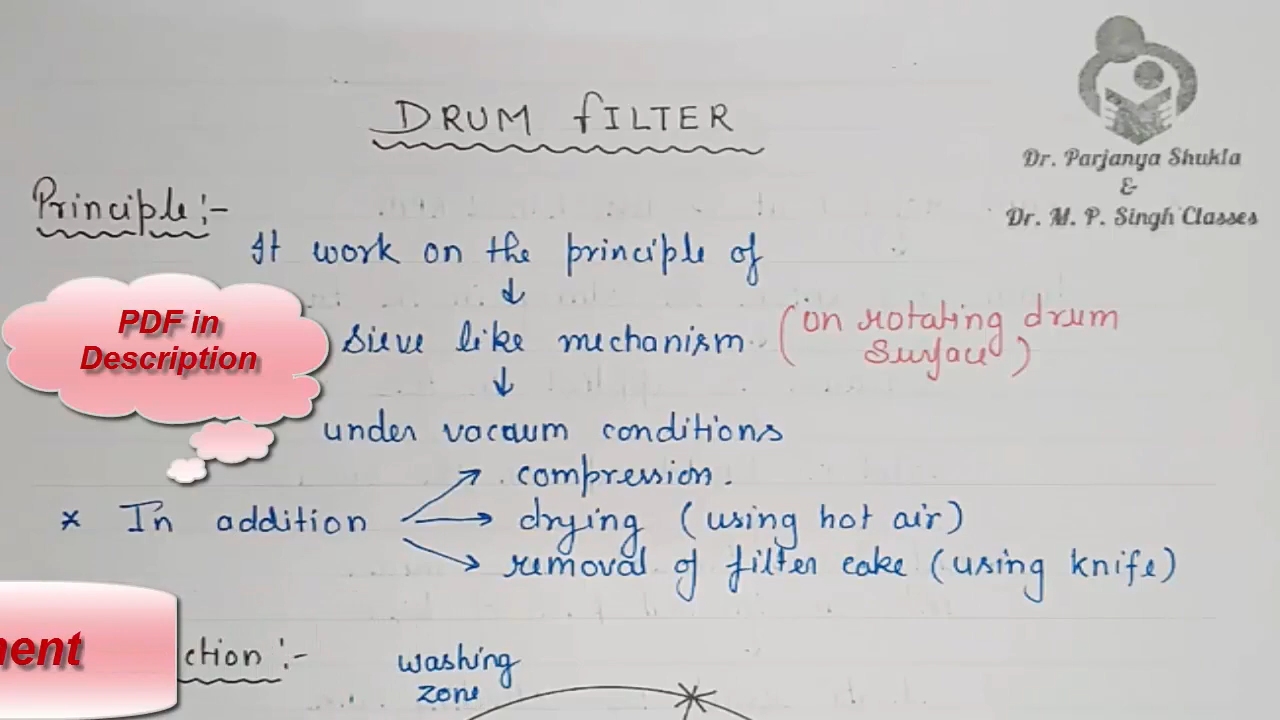 DRUM FILTER
Dr. Parjanya Shukla
&
Dr. M. P. Singh Classes
Principle:-
It work on the principle of
↓
sieve like mechanism (on rotating drum
surface)
↓
under vacuum conditions
PDF in
Description
compression.
* In addition → drying (using hot air)
removal of filter cake (using knife)
ment
ction :-
washing
zone